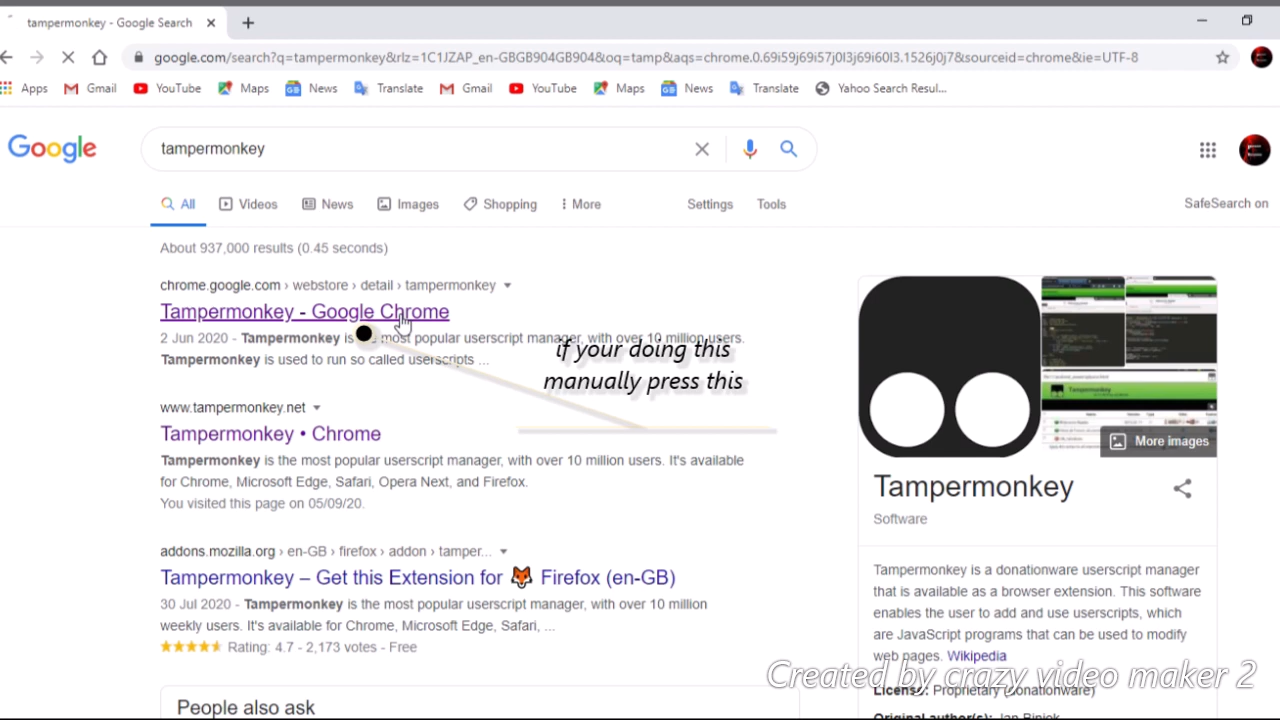 tampermonkey - Google Search
google.com/search?q=tampermonkey&rlz=1C1JZAP_en-GBGB904GB904&oq=tamp&aqs=chrome.0.69i59j69i57j0l3j69i60l3.1526j0j7&sourceid=chrome&ie=UTF-8
Apps Gmail YouTube Maps News Translate Gmail YouTube Maps News Translate Yahoo Search Resul...
Google
tampermonkey
All Videos News Images Shopping More Settings Tools
SafeSearch on
About 937,000 results (0.45 seconds)
chrome.google.com › webstore › detail › tampermonkey
Tampermonkey - Google Chrome
2 Jun 2020 - Tampermonkey is most popular userscript manager, with over 10 million users.
Tampermonkey is used to run so called userscripts ...
if your doing this
manually press this
www.tampermonkey.net
Tampermonkey • Chrome
Tampermonkey is the most popular userscript manager, with over 10 million users. It's available
for Chrome, Microsoft Edge, Safari, Opera Next, and Firefox.
You visited this page on 05/09/20.
addons.mozilla.org › en-GB › firefox › addon › tamper...
Tampermonkey – Get this Extension for 🦊 Firefox (en-GB)
30 Jul 2020 - Tampermonkey is the most popular userscript manager, with over 10 million
weekly users. It's available for Chrome, Microsoft Edge, Safari, ...
Rating: 4.7 - 2,173 votes - Free
People also ask
More images
Tampermonkey
Software
Tampermonkey is a donationware userscript manager
that is available as a browser extension. This software
enables the user to add and use userscripts, which
are JavaScript programs that can be used to modify
web pages. Wikipedia
License: Proprietary (Donationware)
Original author(s): Jan Biniok
Created by crazy video maker 2